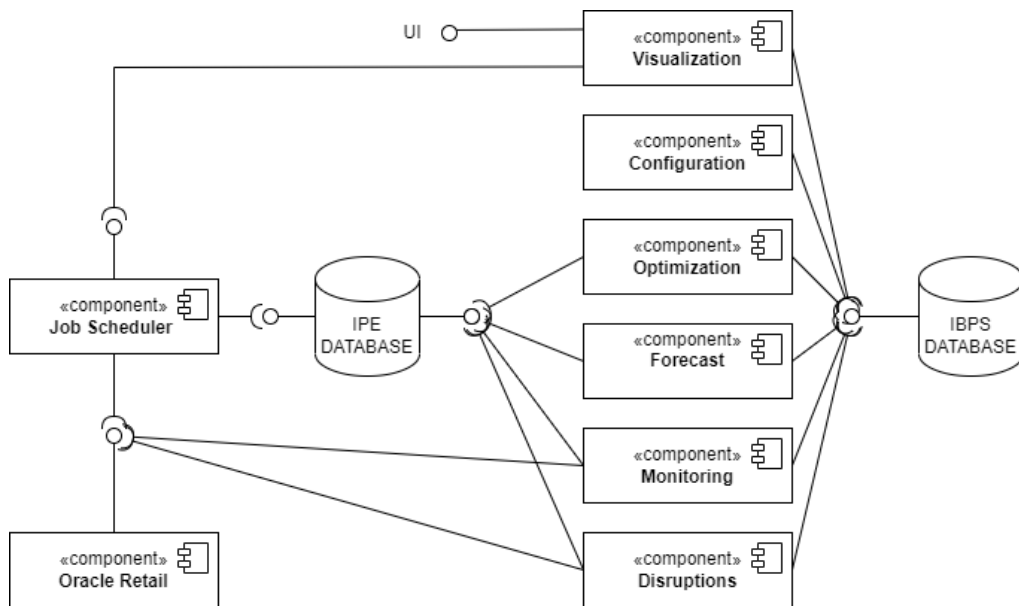 UI
«component»
Visualization
«component»
Configuration
«component»
Optimization
«component»
Job Scheduler
IPE
DATABASE
«component»
Forecast
IBPS
DATABASE
«component»
Monitoring
«component»
Oracle Retail
«component»
Disruptions